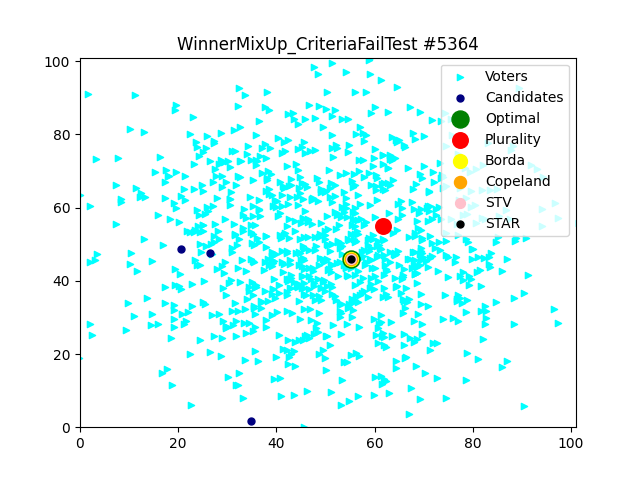 WinnerMixUp_CriteriaFailTest #5364
100
80
60
40
20
0
0 20 40 60 80 100
Voters
Candidates
Optimal
Plurality
Borda
Copeland
STV
STAR